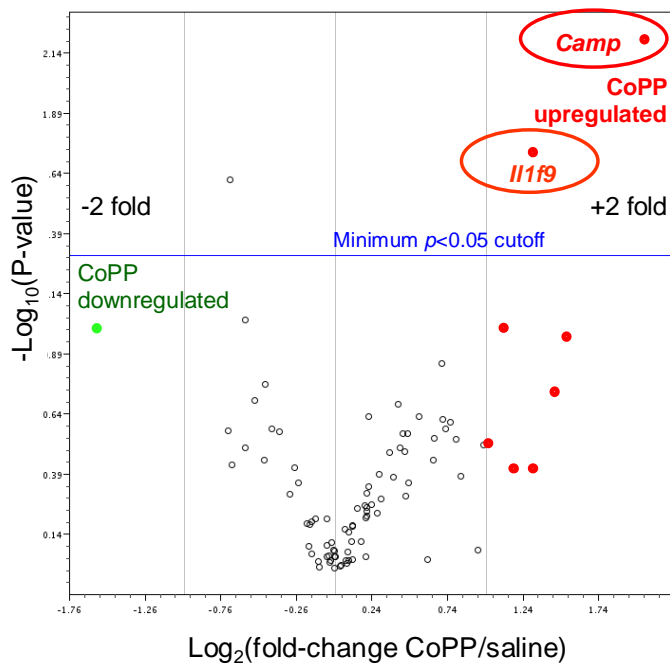 2.14
Camp
CoPP
upregulated
1.89
.64
Il1f9
-2 fold
+2 fold
.39
Minimum p<0.05 cutoff
CoPP
downregulated
.14
0.89
0.64
0.39
0.14
-Log10(P-value)
-1.76 -1.26 -0.76 -0.26 0.24 0.74 1.24 1.74
Log2(fold-change CoPP/saline)